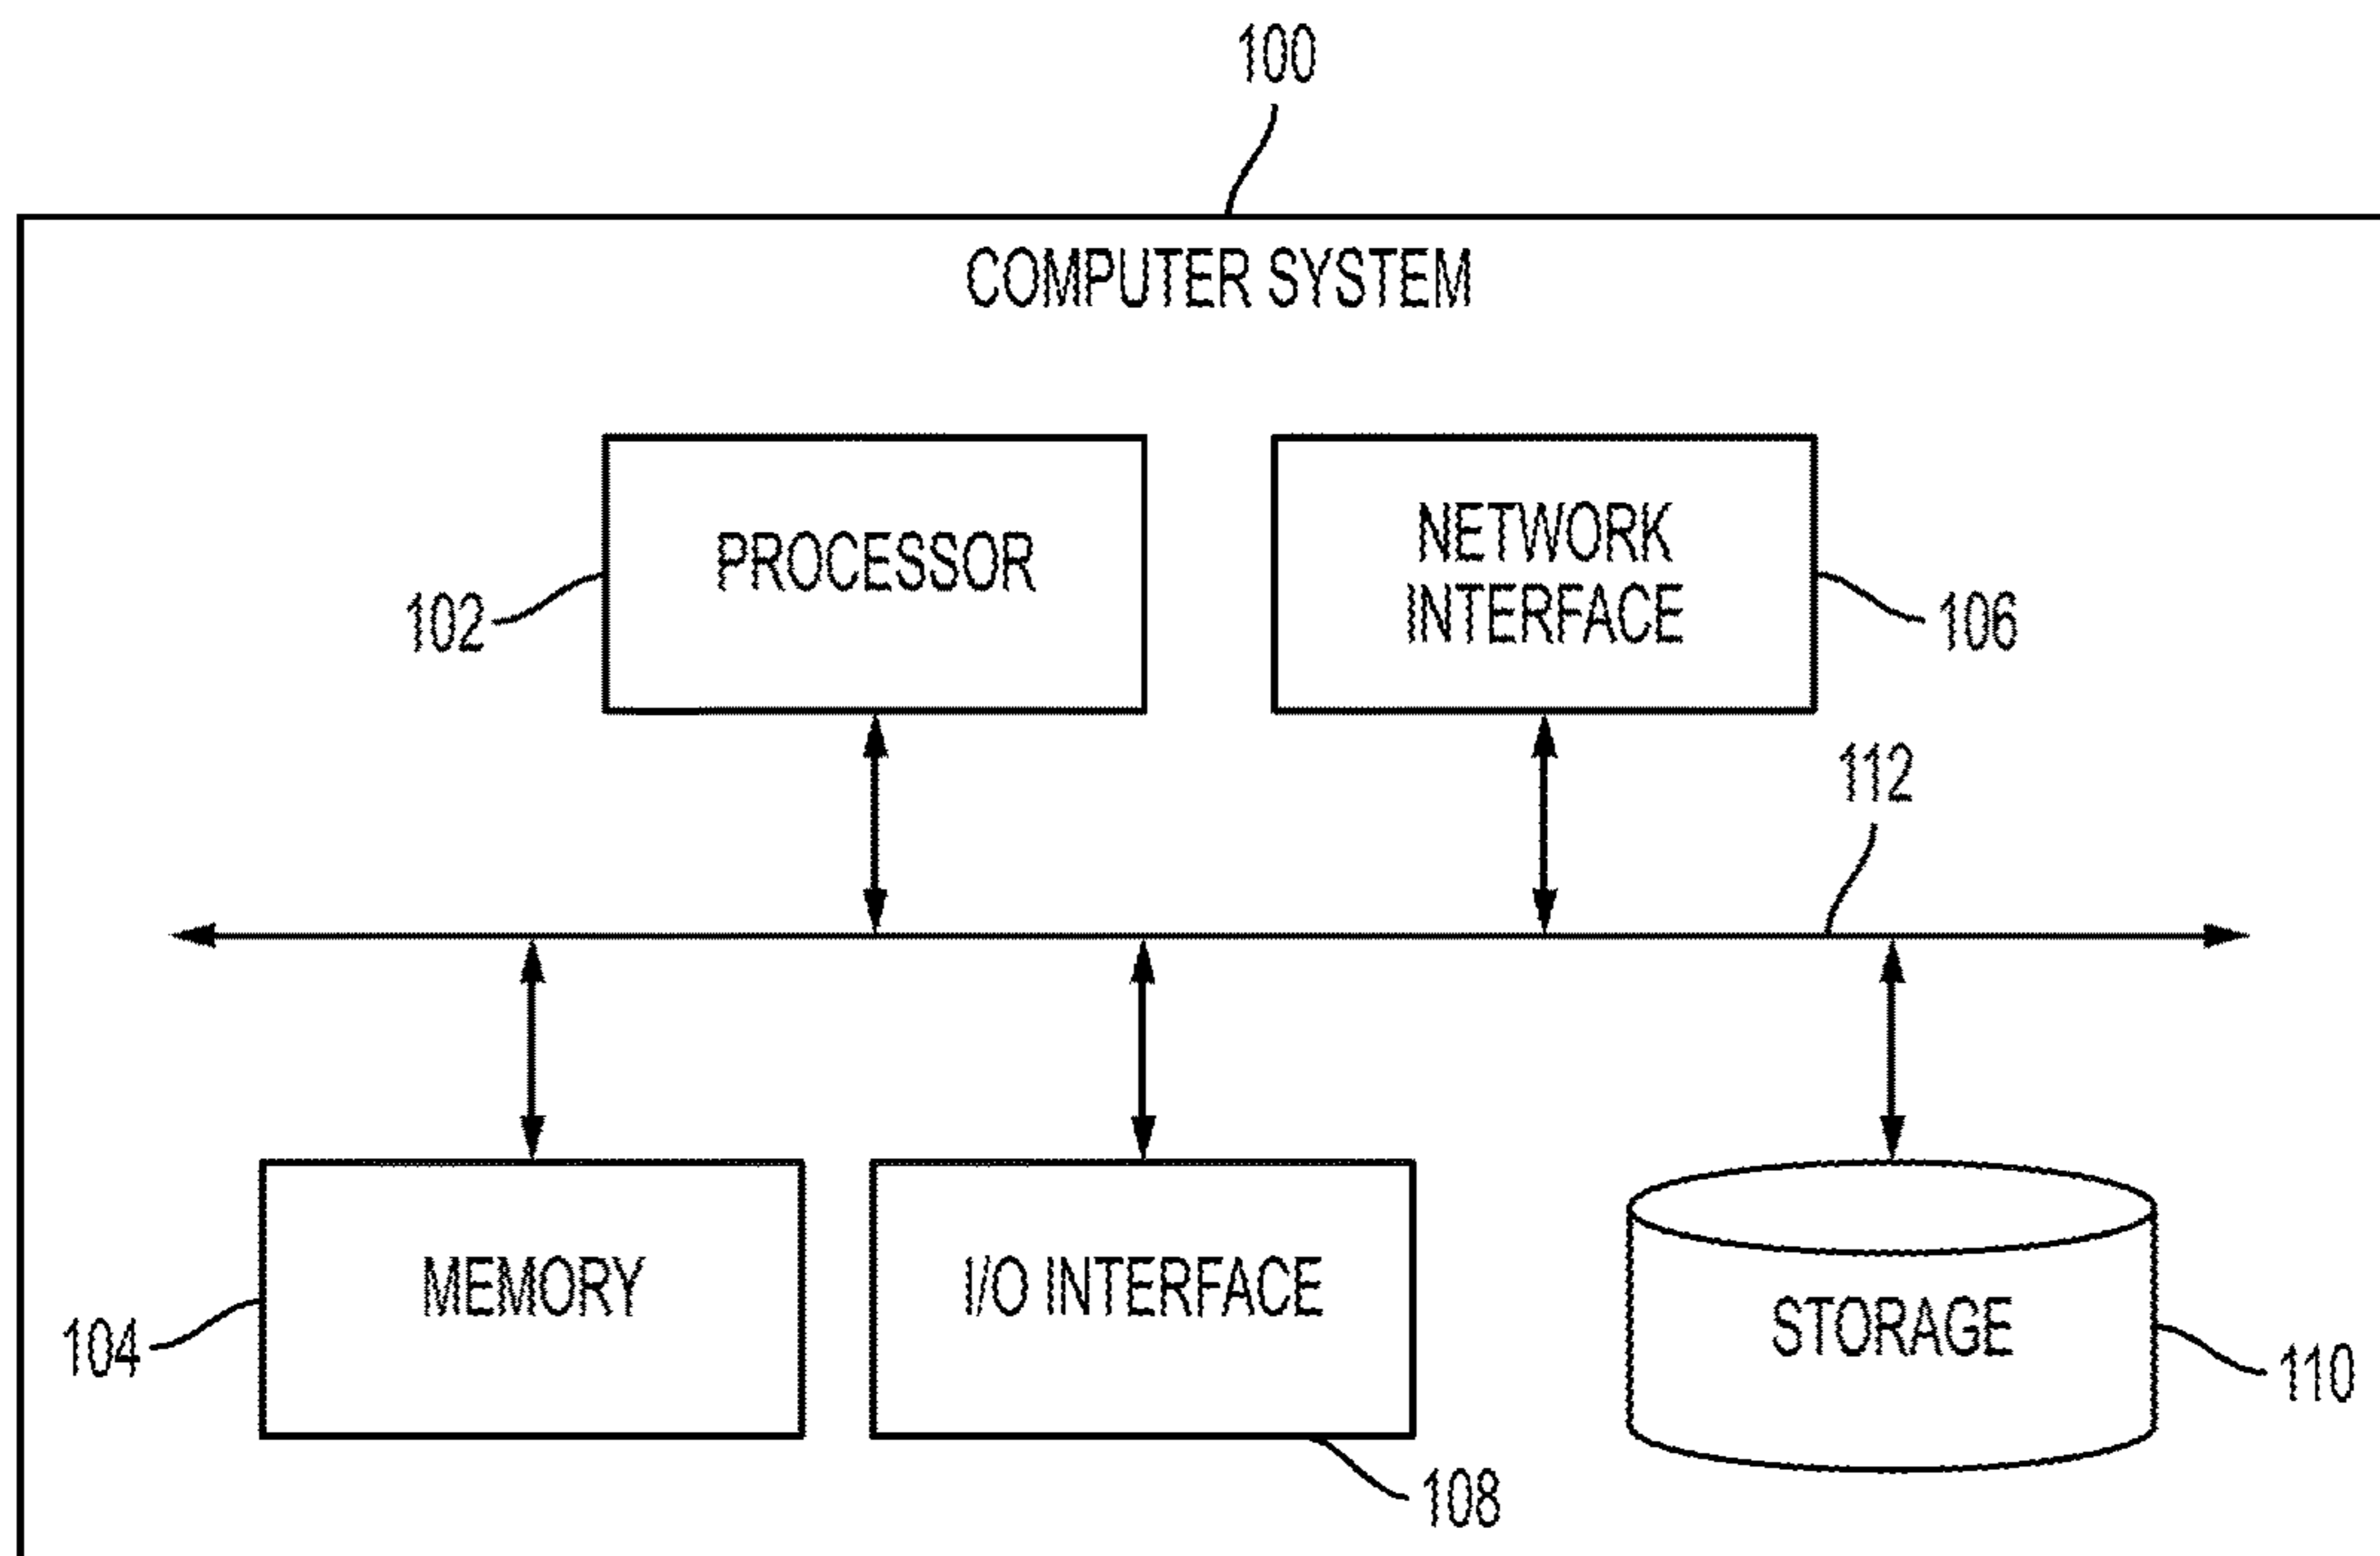 100
COMPUTER SYSTEM
PROCESSOR
NETWORK
INTERFACE
102
106
112
MEMORY
I/O INTERFACE
STORAGE
104
110
108